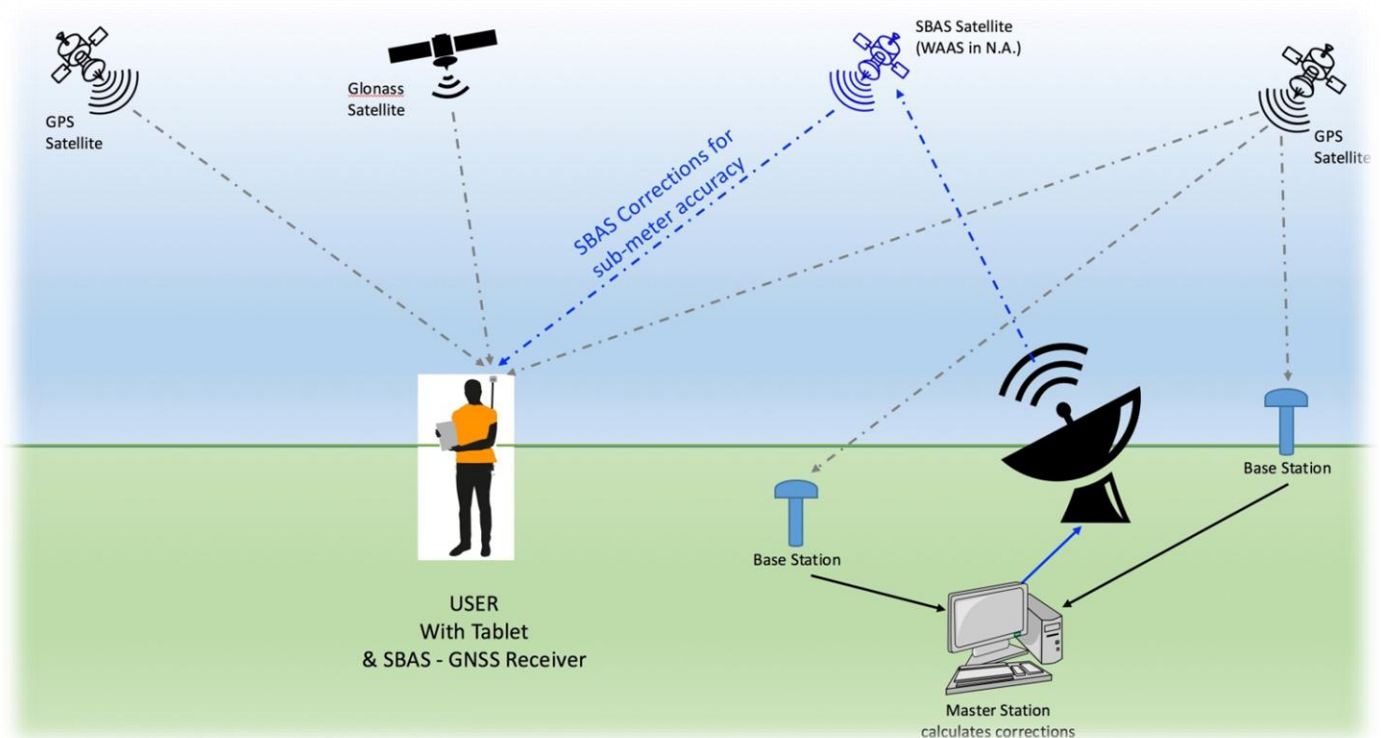 GPS
Satellite
Glonass
Satellite
SBAS Satellite
(WAAS in N.A.)
GPS
Satellite
SBAS Corrections for
sub-meter accuracy
Base Station
Base Station
USER
With Tablet
& SBAS - GNSS Receiver
Master Station
calculates corrections